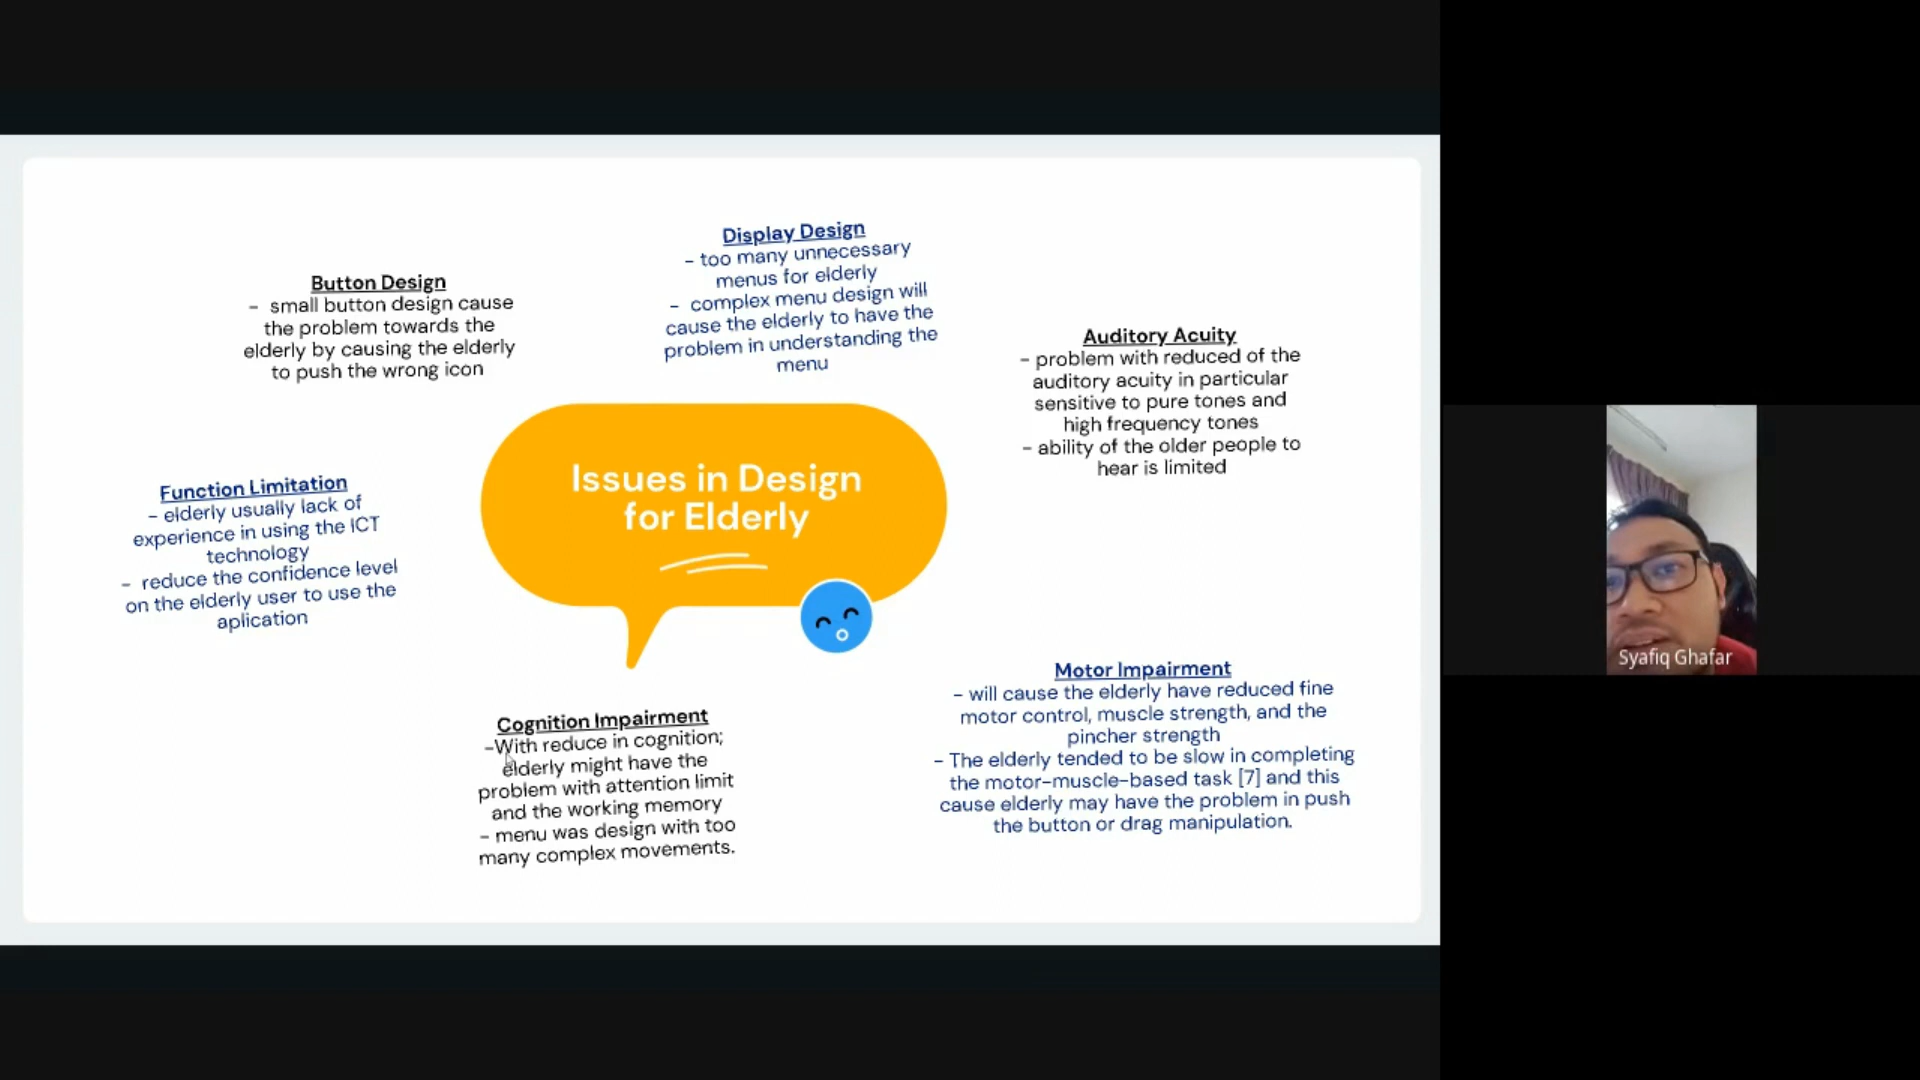 Display Design
- too many unnecessary
menus for elderly
- complex menu design will
cause the elderly to have the
problem in understanding the
menu
Button Design
- small button design cause
the problem towards the
elderly by causing the elderly
to push the wrong icon
Auditory Acuity
- problem with reduced of the
auditory acuity in particular
sensitive to pure tones and
high frequency tones
- ability of the older people to
hear is limited
Issues in Design
for Elderly
Function Limitation
- elderly usually lack of
experience in using the ICT
technology
- reduce the confidence level
on the elderly user to use the
aplication
Motor Impairment
- will cause the elderly have reduced fine
motor control, muscle strength, and the
pincher strength
- The elderly tended to be slow in completing
the motor-muscle-based task [7] and this
cause elderly may have the problem in push
the button or drag manipulation.
Cognition Impairment
-With reduce in cognition;
elderly might have the
problem with attention limit
and the working memory
- menu was design with too
many complex movements.
Syafiq Ghafar